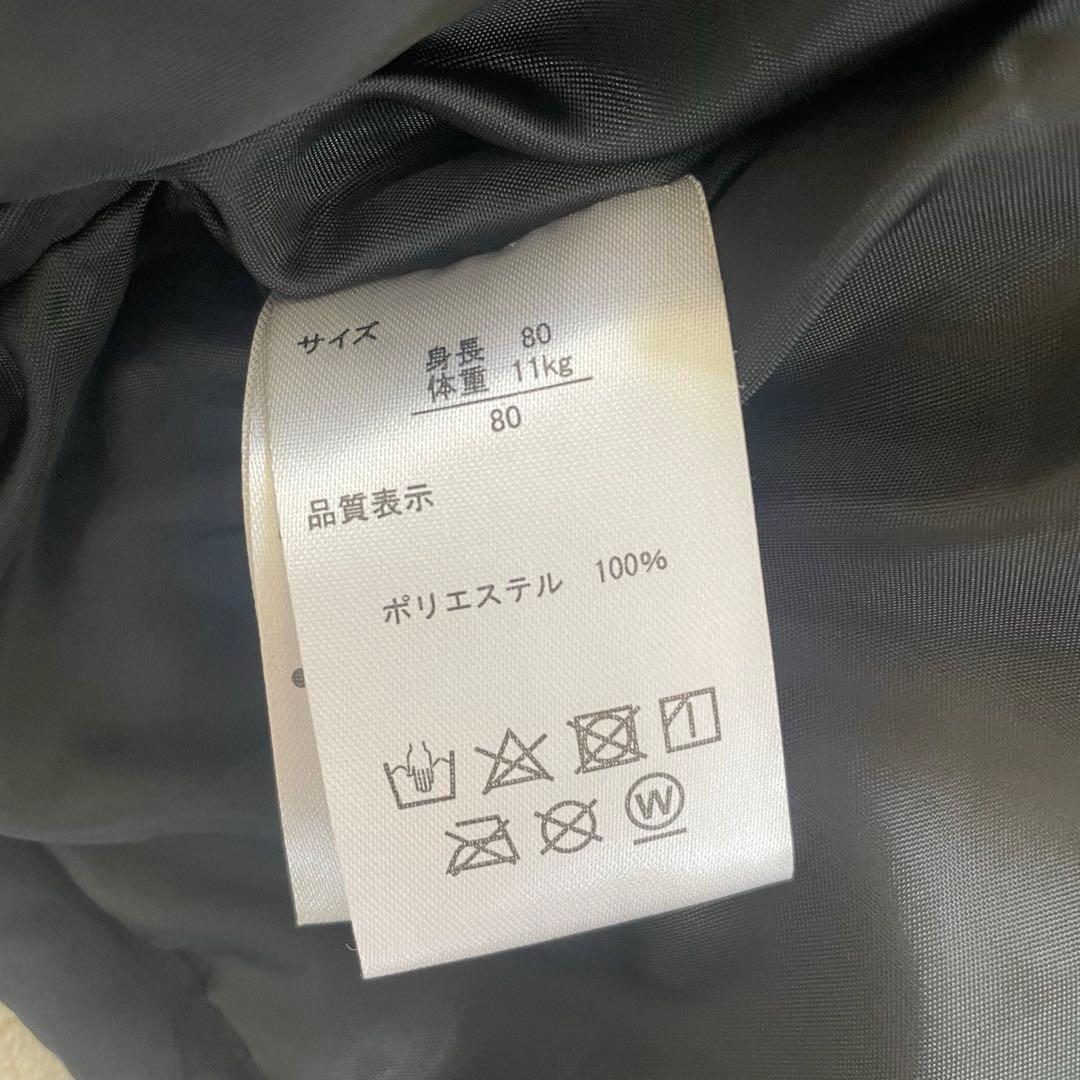 サイズ
身長 80
体重 11kg
80
品質表示
ポリエステル 100%
W